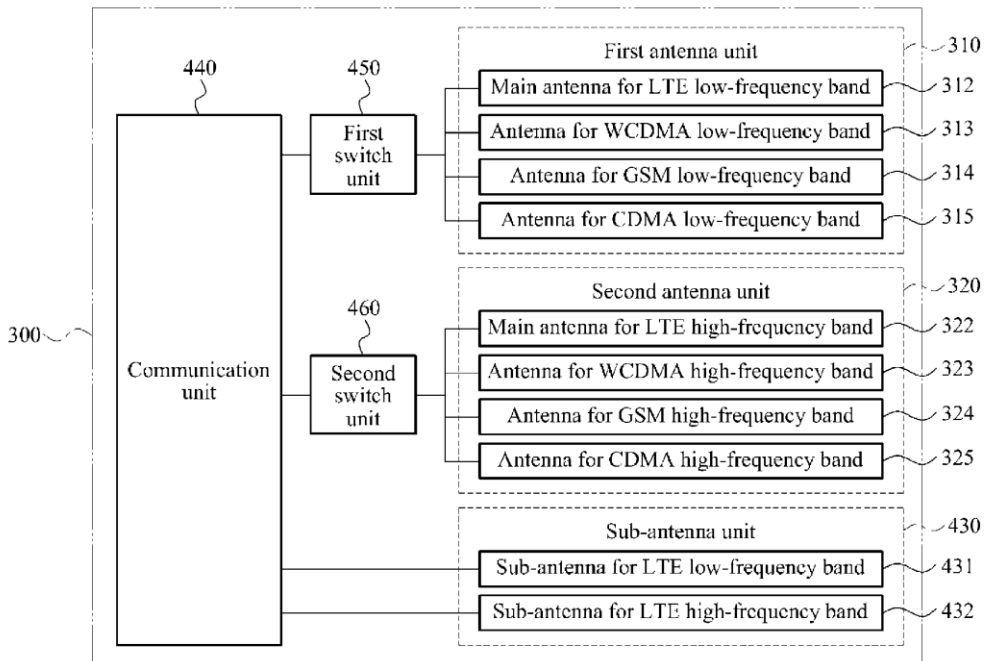 First antenna unit
310
440
450
Main antenna for LTE low-frequency band
312
First
switch
unit
Antenna for WCDMA low-frequency band
313
Antenna for GSM low-frequency band
314
Antenna for CDMA low-frequency band
315
Second antenna unit
320
460
300
Main antenna for LTE high-frequency band
322
Communication
unit
Second
switch
unit
Antenna for WCDMA high-frequency band
323
Antenna for GSM high-frequency band
324
Antenna for CDMA high-frequency band
325
Sub-antenna unit
430
Sub-antenna for LTE low-frequency band
431
Sub-antenna for LTE high-frequency band
432